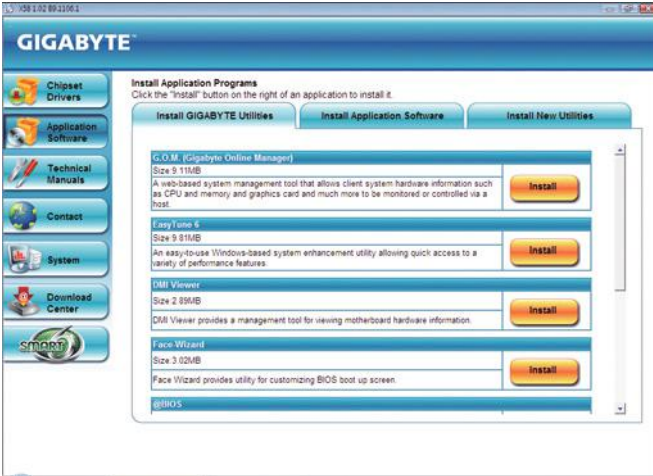 X58 1.02 B9.1106.1
GIGABYTE™
Chipset
Drivers
Application
Software
Technical
Manuals
Contact
System
Download
Center
SMART
Install Application Programs
Click the "Install" button on the right of an application to install it.
Install GIGABYTE Utilities
Install Application Software
Install New Utilities
G.O.M. (Gigabyte Online Manager)
Size:9.11MB
A web-based system management tool that allows client system hardware information such
as CPU and memory and graphics card and much more to be monitored or controlled via a
host.
Install
EasyTune 6
Size:9.81MB
An easy-to-use Windows-based system enhancement utility allowing quick access to a
variety of performance features.
Install
DMI Viewer
Size:2.89MB
DMI Viewer provides a management tool for viewing motherboard hardware information.
Install
Face-Wizard
Size:3.02MB
Face Wizard provides utility for customizing BIOS boot up screen.
Install
@BIOS